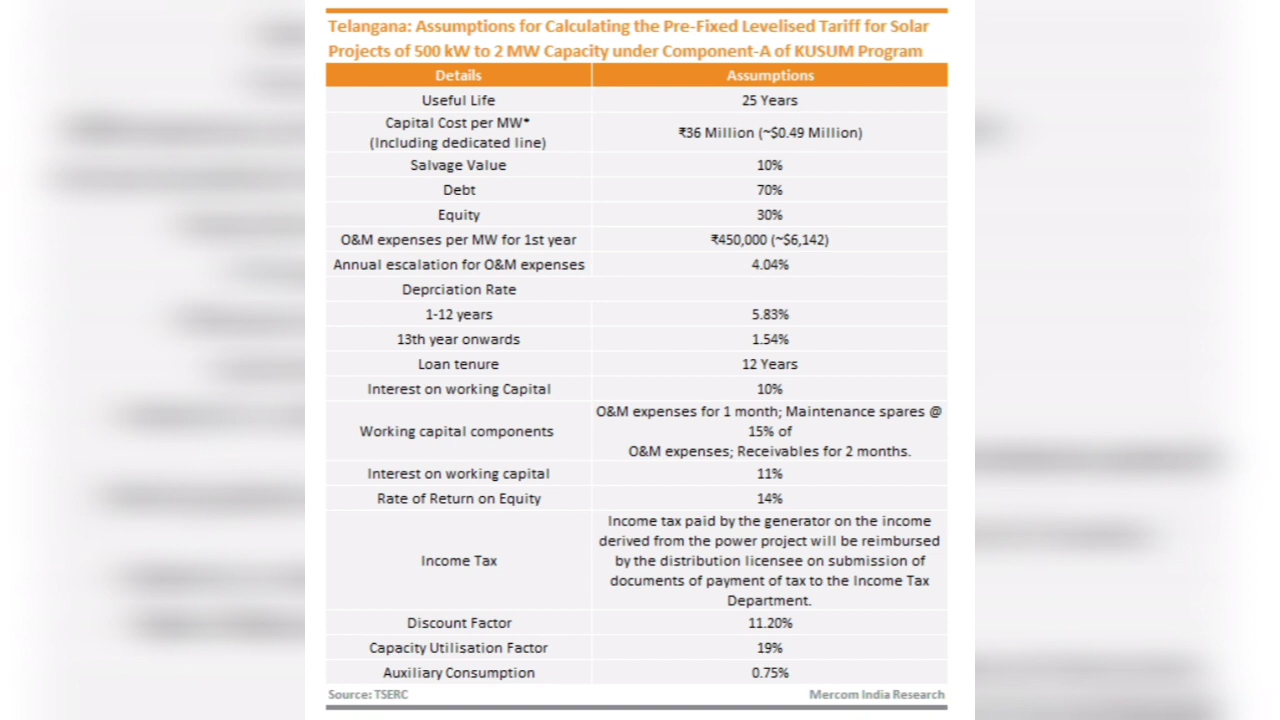 Telangana: Assumptions for Calculating the Pre-Fixed Levelised Tariff for Solar
Projects of 500 kW to 2 MW Capacity under Component-A of KUSUM Program
Details Assumptions
Useful Life 25 Years
Capital Cost per MW*
(Including dedicated line) ₹36 Million (~$0.49 Million)
Salvage Value 10%
Debt 70%
Equity 30%
O&M expenses per MW for 1st year ₹450,000 (~$6,142)
Annual escalation for O&M expenses 4.04%
Deprciation Rate
1-12 years 5.83%
13th year onwards 1.54%
Loan tenure 12 Years
Interest on working Capital 10%
Working capital components O&M expenses for 1 month; Maintenance spares @
15% of
O&M expenses; Receivables for 2 months.
Interest on working capital 11%
Rate of Return on Equity 14%
Income Tax Income tax paid by the generator on the income
derived from the power project will be reimbursed
by the distribution licensee on submission of
documents of payment of tax to the Income Tax
Department.
Discount Factor 11.20%
Capacity Utilisation Factor 19%
Auxiliary Consumption 0.75%
Source: TSERC Mercom India Research